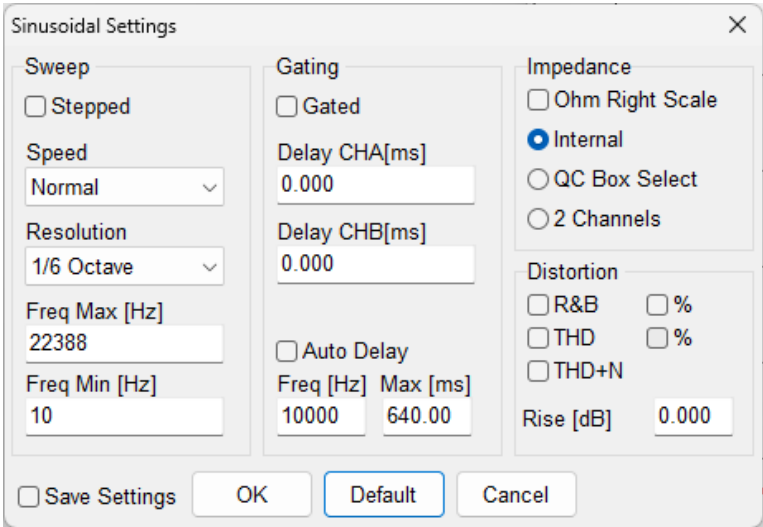 Sinusoidal Settings
Sweep
Stepped
Speed
Normal
Resolution
1/6 Octave
Freq Max [Hz]
22388
Freq Min [Hz]
10
Gating
Gated
Delay CHA[ms]
0.000
Delay CHB[ms]
0.000
Auto Delay
Freq [Hz] Max [ms]
10000 640.00
Impedance
Ohm Right Scale
Internal
QC Box Select
2 Channels
Distortion
R&B %
THD %
THD+N
Rise [dB] 0.000
Save Settings OK Default Cancel